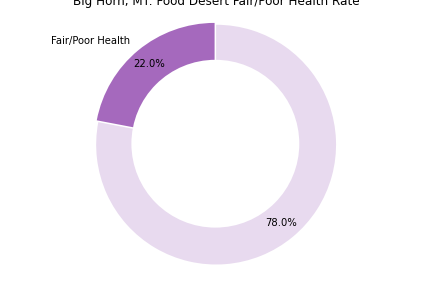 Big Horn, MT: Food Desert Fair/Poor Health Rate
Fair/Poor Health
22.0%
78.0%